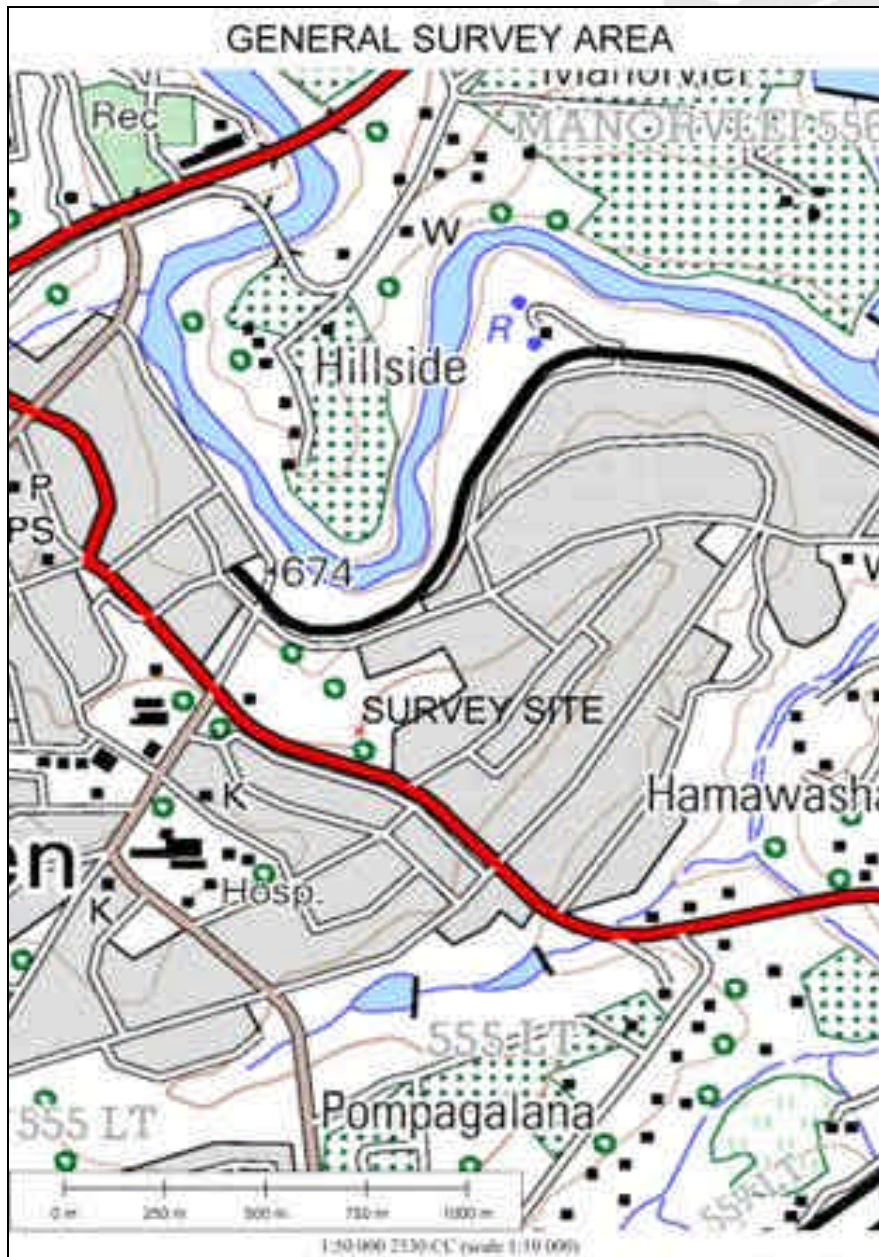 GENERAL SURVEY AREA
Rec
MANORVLEI 556
W
R
Hillside
P
PS
674
SURVEY SITE
K
Hamawasha
en
Hosp.
K
555 LT
Pompagalana
555 LT
0 m 250 m 500 m 750 m 1000 m